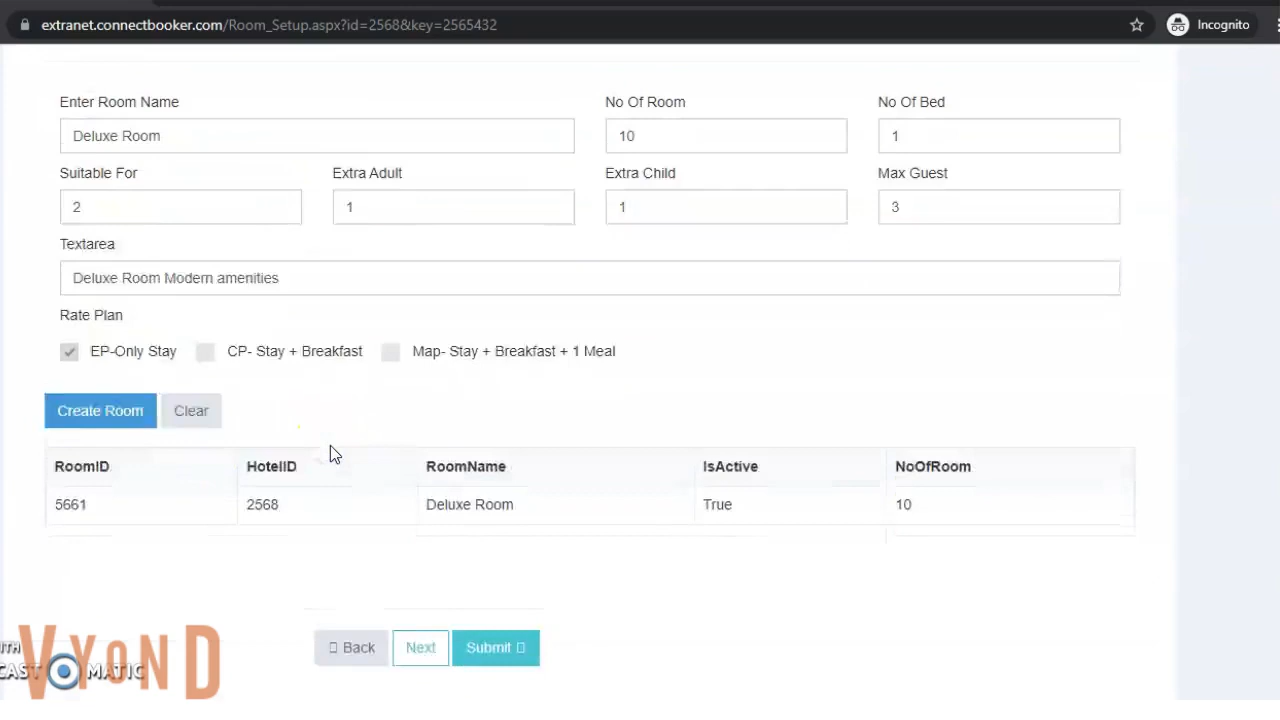 extranet.connectbooker.com/Room_Setup.aspx?id=2568&key=2565432 Incognito
Enter Room Name No Of Room No Of Bed
Deluxe Room 10 1
Suitable For Extra Adult Extra Child Max Guest
2 1 1 3
Textarea
Deluxe Room Modern amenities
Rate Plan
EP-Only Stay CP- Stay + Breakfast Map- Stay + Breakfast + 1 Meal
Create Room Clear
RoomID HotelID RoomName IsActive NoOfRoom
5661 2568 Deluxe Room True 10
Back Next Submit
VYOND
MATIC